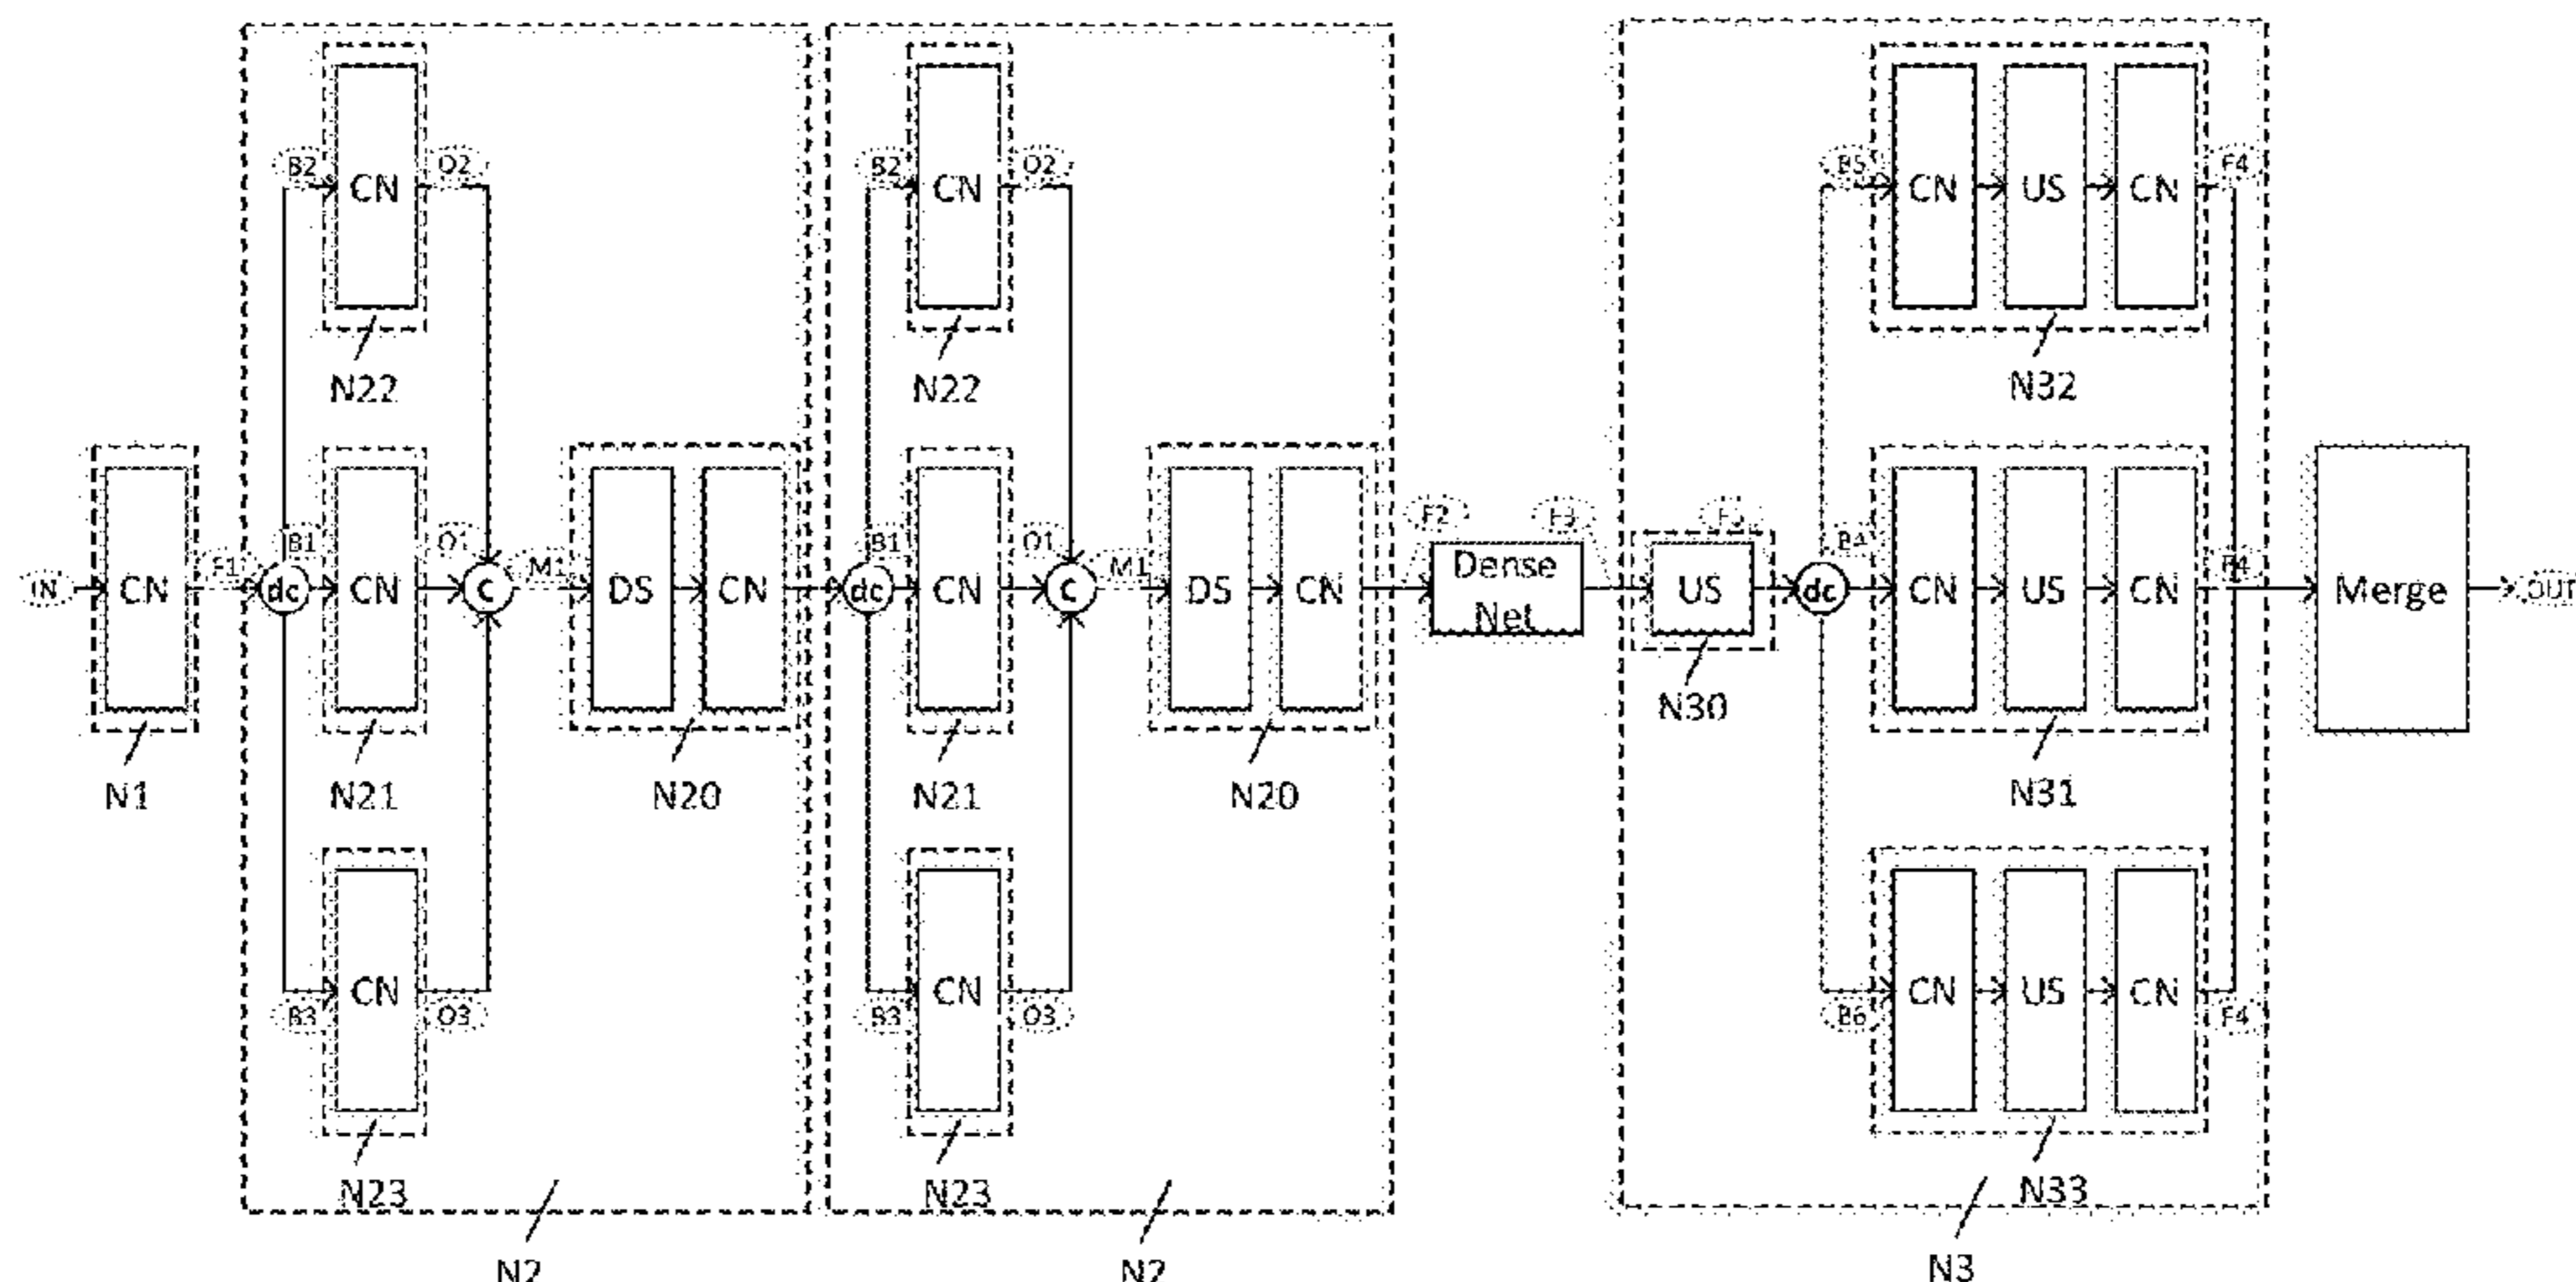 B2
CN
O2
N22
B2
CN
O2
N22
B5
CN
US
CN
F4
N32
IN
CN
N1
F1
dc
B1
CN
N21
O1
C
M1
DS
CN
N20
dc
B1
CN
N21
O1
C
M1
DS
CN
N20
F2
Dense
Net
F3
US
N30
dc
B4
CN
US
CN
N31
F4
Merge
OUT
B3
CN
O3
N23
N2
B3
CN
O3
N23
N2
B6
CN
US
CN
F4
N33
N3